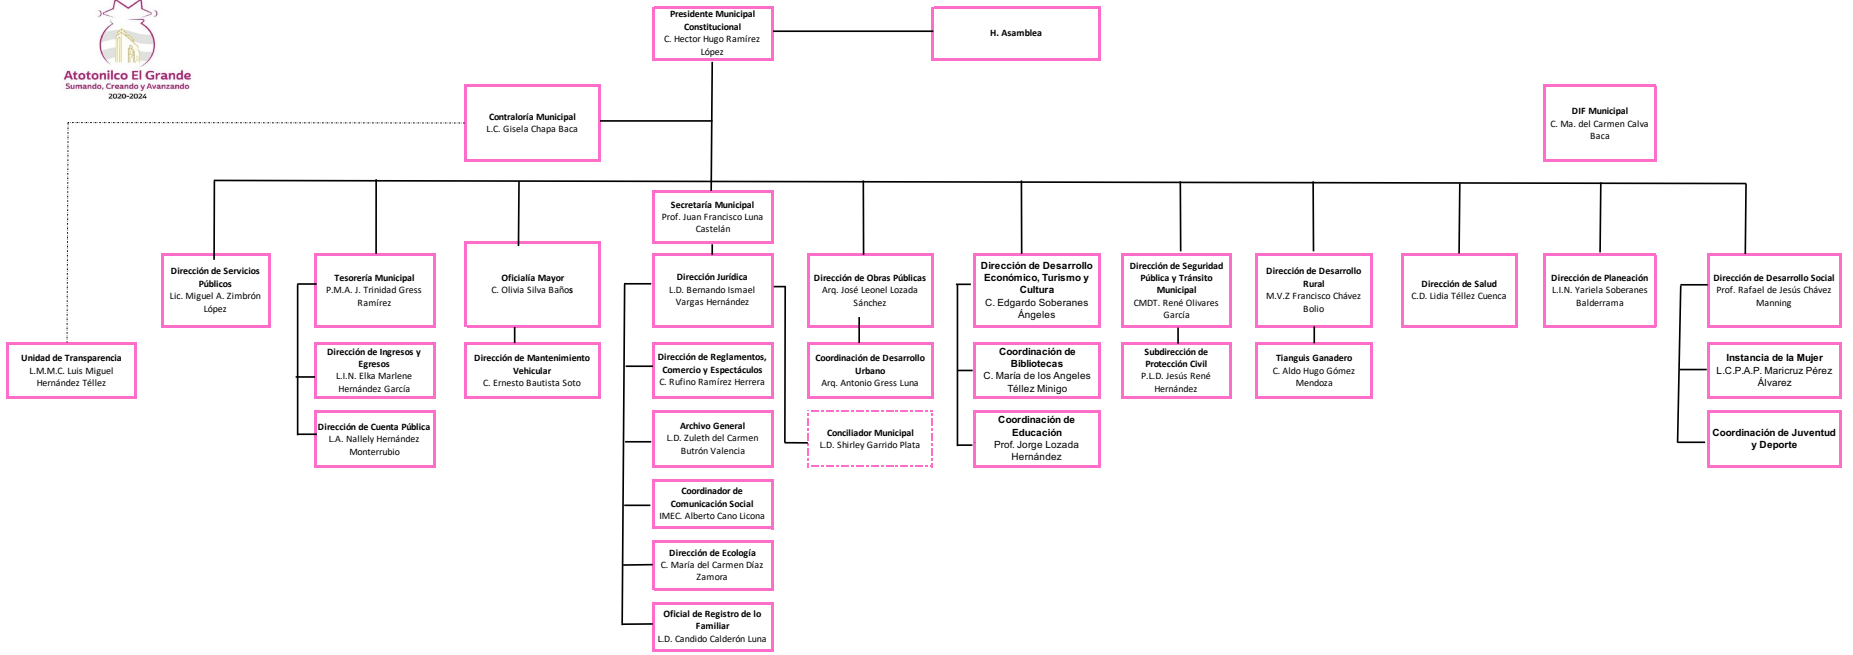 Atotonilco El Grande
Sumando, Creando y Avanzando
2020-2024
Presidente Municipal
Constitucional
C. Hector Hugo Ramírez
López
H. Asamblea
Contraloría Municipal
L.C. Gisela Chapa Baca
DIF Municipal
C. Ma. del Carmen Calva
Baca
Secretaría Municipal
Prof. Juan Francisco Luna
Castelán
Dirección de Servicios
Públicos
Lic. Miguel A. Zimbrón
López
Tesorería Municipal
P.M.A. J. Trinidad Gress
Ramírez
Oficialía Mayor
C. Olivia Silva Baños
Dirección Jurídica
L.D. Bernando Ismael
Vargas Hernández
Dirección de Obras Públicas
Arq. José Leonel Lozada
Sánchez
Dirección de Desarrollo
Económico, Turismo y
Cultura
C. Edgardo Soberanes
Ángeles
Dirección de Seguridad
Pública y Tránsito
Municipal
CMDT. René Olivares
García
Dirección de Desarrollo
Rural
M.V.Z Francisco Chávez
Bolio
Dirección de Salud
C.D. Lidia Téllez Cuenca
Dirección de Planeación
L.I.N. Yariela Soberanes
Balderrama
Dirección de Desarrollo Social
Prof. Rafael de Jesús Chávez
Manning
Unidad de Transparencia
L.M.M.C. Luis Miguel
Hernández Téllez
Dirección de Ingresos y
Egresos
L.I.N. Elka Marlene
Hernández García
Dirección de Mantenimiento
Vehicular
C. Ernesto Bautista Soto
Dirección de Reglamentos,
Comercio y Espectáculos
C. Rufino Ramírez Herrera
Coordinación de Desarrollo
Urbano
Arq. Antonio Gress Luna
Coordinación de
Bibliotecas
C. María de los Angeles
Téllez Minigo
Subdirección de
Protección Civil
P.L.D. Jesús René
Hernández
Tianguis Ganadero
C. Aldo Hugo Gómez
Mendoza
Instancia de la Mujer
L.C.P.A.P. Maricruz Pérez
Álvarez
Dirección de Cuenta Pública
L.A. Nallely Hernández
Monterrubio
Archivo General
L.D. Zuleth del Carmen
Butrón Valencia
Conciliador Municipal
L.D. Shirley Garrido Plata
Coordinación de
Educación
Prof. Jorge Lozada
Hernández
Coordinación de Juventud
y Deporte
Coordinador de
Comunicación Social
IMEC. Alberto Cano Licona
Dirección de Ecología
C. María del Carmen Díaz
Zamora
Oficial de Registro de lo
Familiar
L.D. Candido Calderón Luna